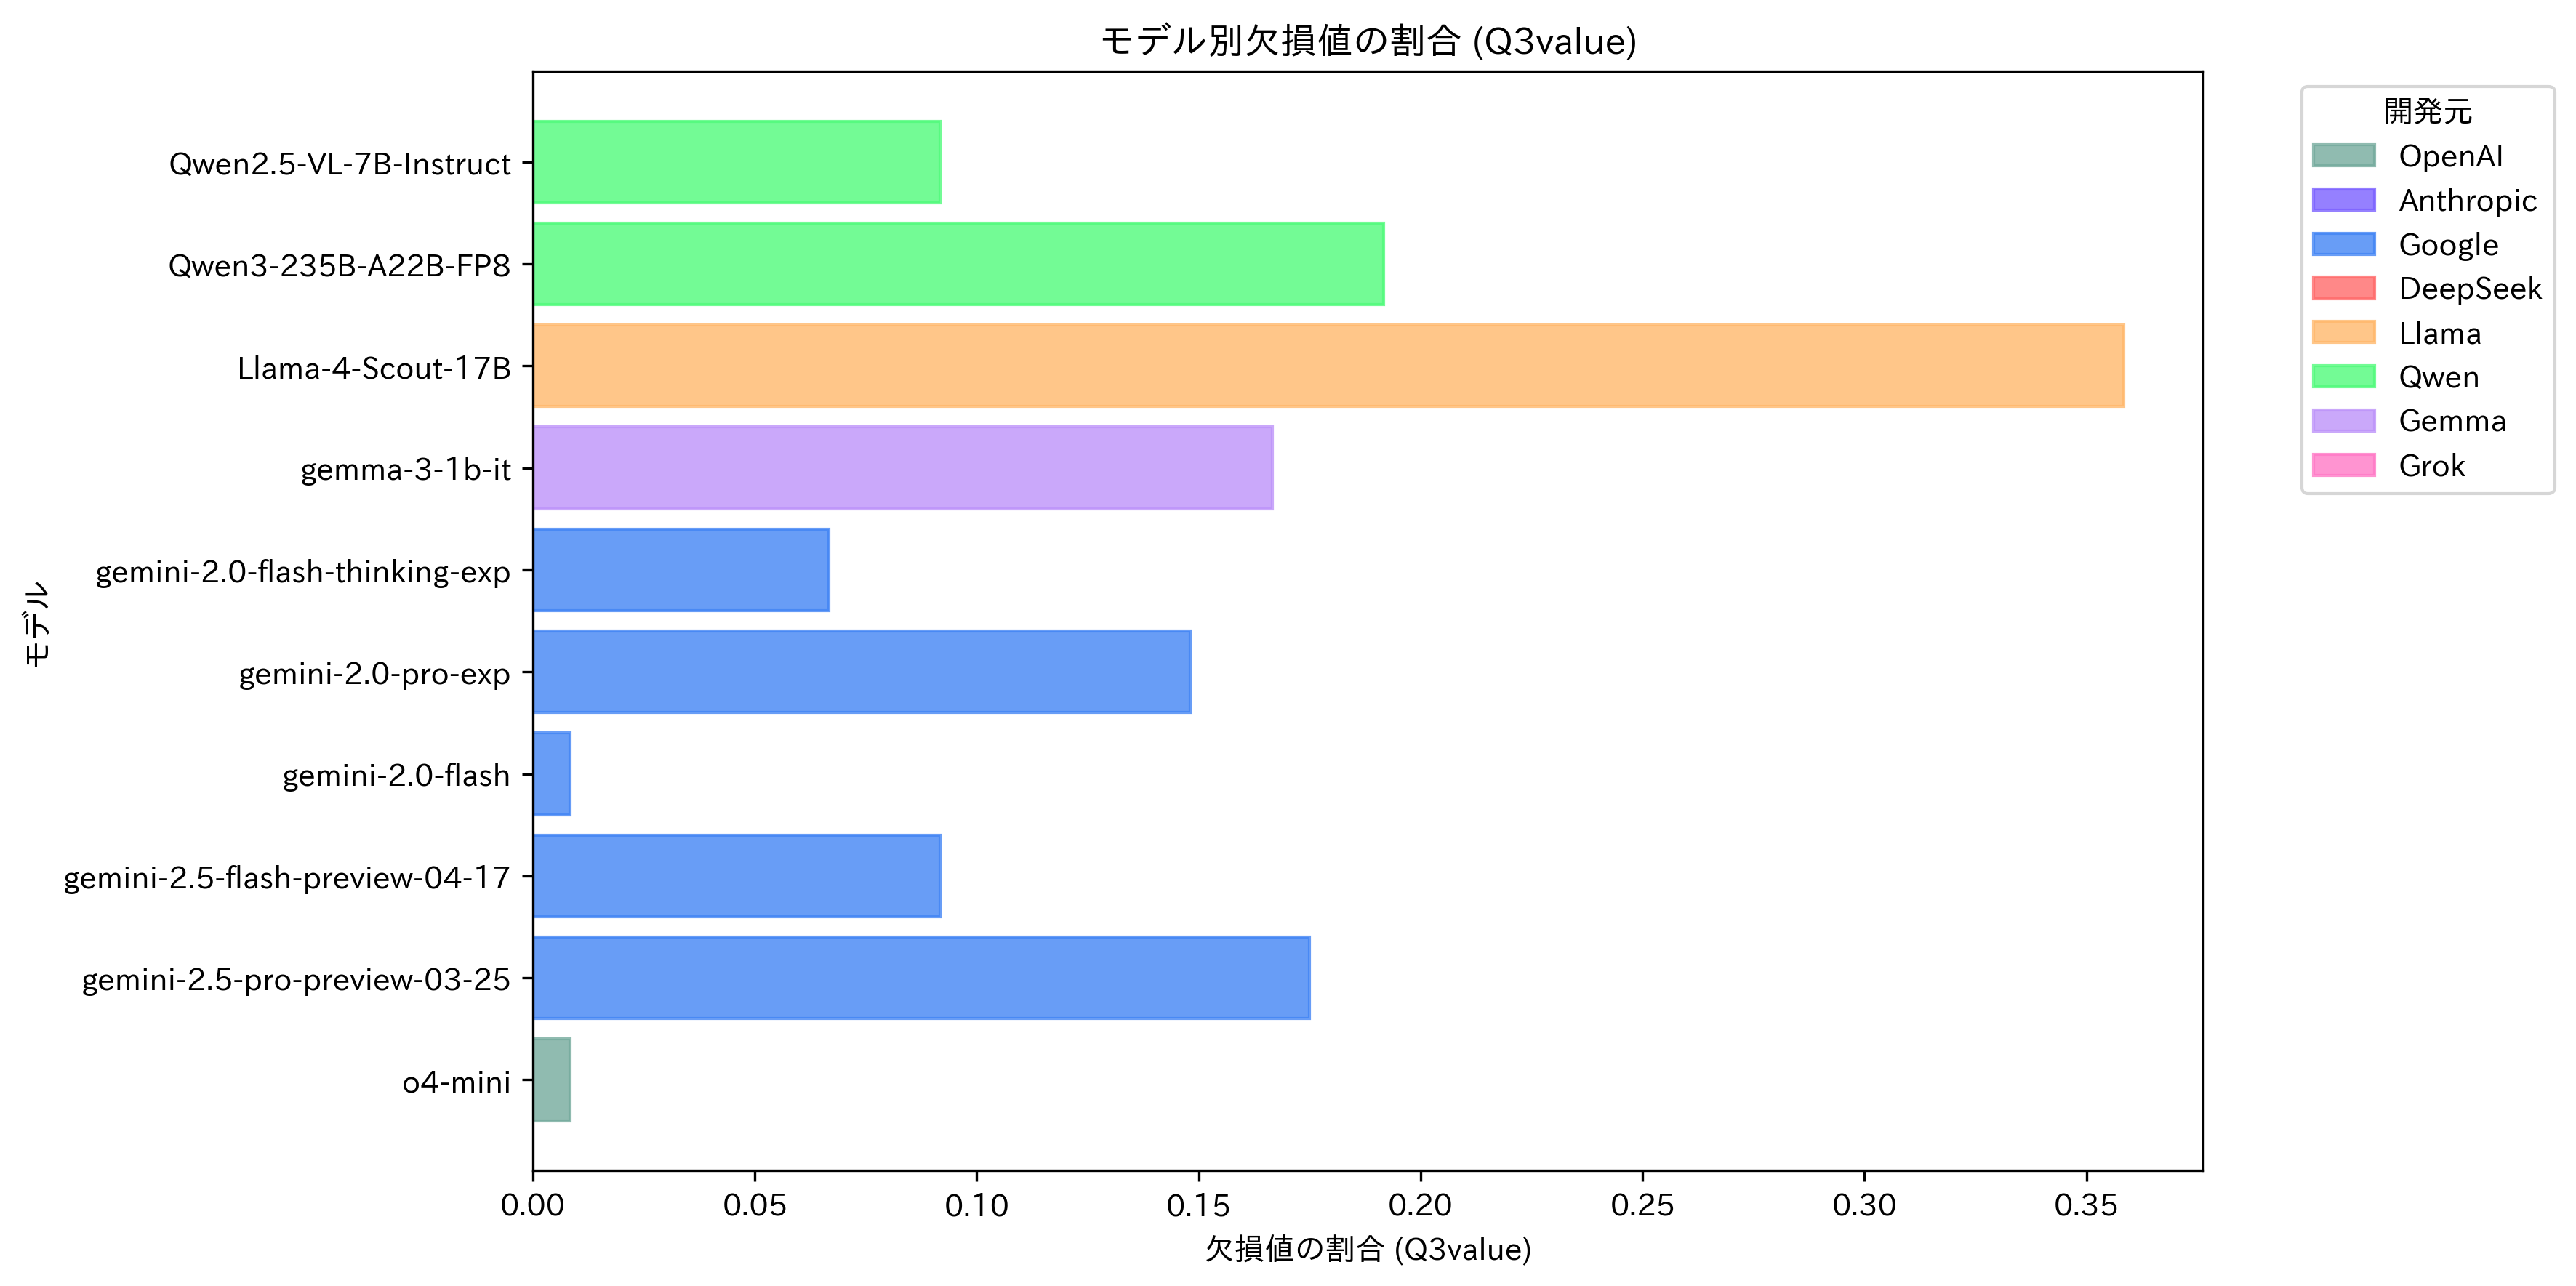 モデル別欠損値の割合 (Q3value)
モデル
Qwen2.5-VL-7B-Instruct
Qwen3-235B-A22B-FP8
Llama-4-Scout-17B
gemma-3-1b-it
gemini-2.0-flash-thinking-exp
gemini-2.0-pro-exp
gemini-2.0-flash
gemini-2.5-flash-preview-04-17
gemini-2.5-pro-preview-03-25
o4-mini
0.00 0.05 0.10 0.15 0.20 0.25 0.30 0.35
欠損値の割合 (Q3value)
開発元
OpenAI
Anthropic
Google
DeepSeek
Llama
Qwen
Gemma
Grok